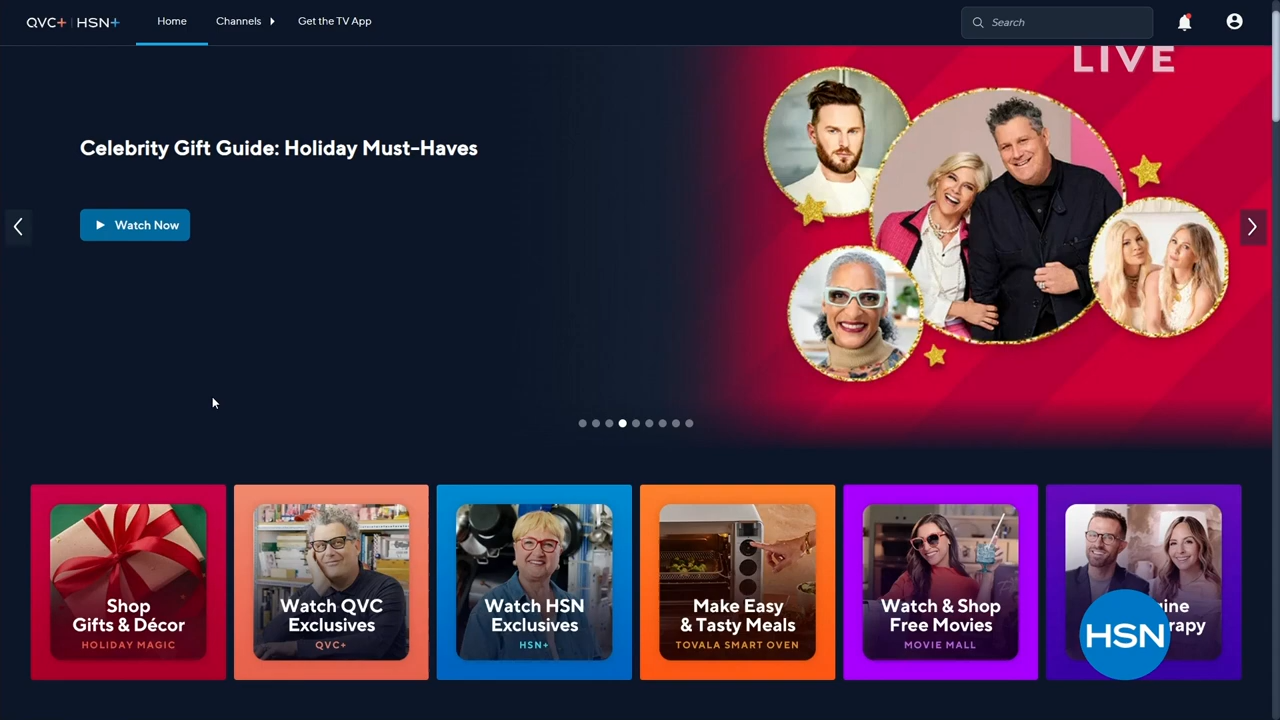 QVC+ | HSN+
Home
Channels
Get the TV App
Search
LIVE
Celebrity Gift Guide: Holiday Must-Haves
Watch Now
Shop
Gifts & Décor
HOLIDAY MAGIC
Watch QVC
Exclusives
QVC+
Watch HSN
Exclusives
HSN+
Make Easy
& Tasty Meals
TOVALA SMART OVEN
Watch & Shop
Free Movies
MOVIE MALL
HSN